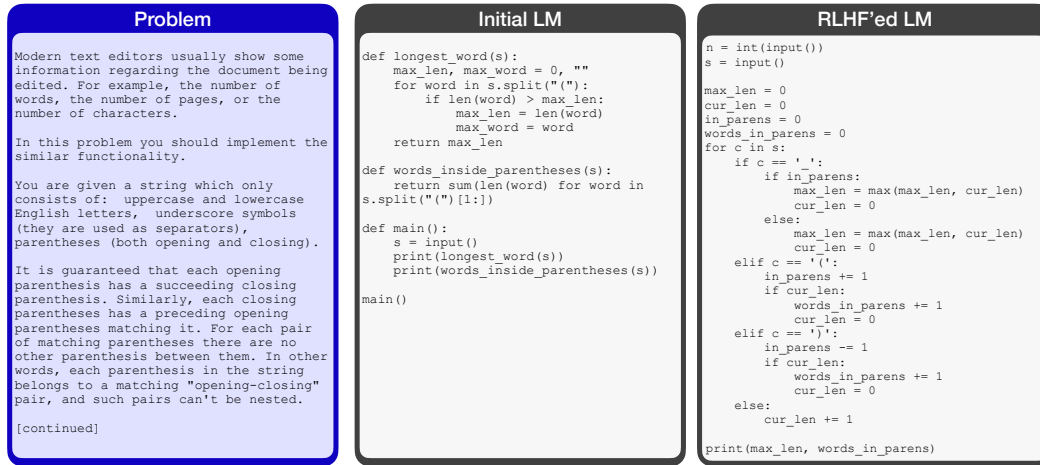 Problem
Modern text editors usually show some
information regarding the document being
edited. For example, the number of
words, the number of pages, or the
number of characters.
In this problem you should implement the
similar functionality.
You are given a string which only
consists of:  uppercase and lowercase
English letters,  underscore symbols
(they are used as separators),
parentheses (both opening and closing).
It is guaranteed that each opening
parenthesis has a succeeding closing
parenthesis. Similarly, each closing
parentheses has a preceding opening
parentheses matching it. For each pair
of matching parentheses there are no
other parenthesis between them. In other
words, each parenthesis in the string
belongs to a matching "opening-closing"
pair, and such pairs can't be nested.
[continued]
Initial LM
def longest_word(s):
    max_len, max_word = 0, ""
    for word in s.split("("):
        if len(word) > max_len:
            max_len = len(word)
            max_word = word
    return max_len
def words_inside_parentheses(s):
    return sum(len(word) for word in
s.split("(")[1:])
def main():
    s = input()
    print(longest_word(s))
    print(words_inside_parentheses(s))
main()
RLHF'ed LM
n = int(input())
s = input()
max_len = 0
cur_len = 0
in_parens = 0
words_in_parens = 0
for c in s:
    if c == '_':
        if in_parens:
            max_len = max(max_len, cur_len)
            cur_len = 0
        else:
            max_len = max(max_len, cur_len)
            cur_len = 0
    elif c == '(':
        in_parens += 1
        if cur_len:
            words_in_parens += 1
            cur_len = 0
    elif c == ')':
        in_parens -= 1
        if cur_len:
            words_in_parens += 1
            cur_len = 0
    else:
        cur_len += 1
print(max_len, words_in_parens)